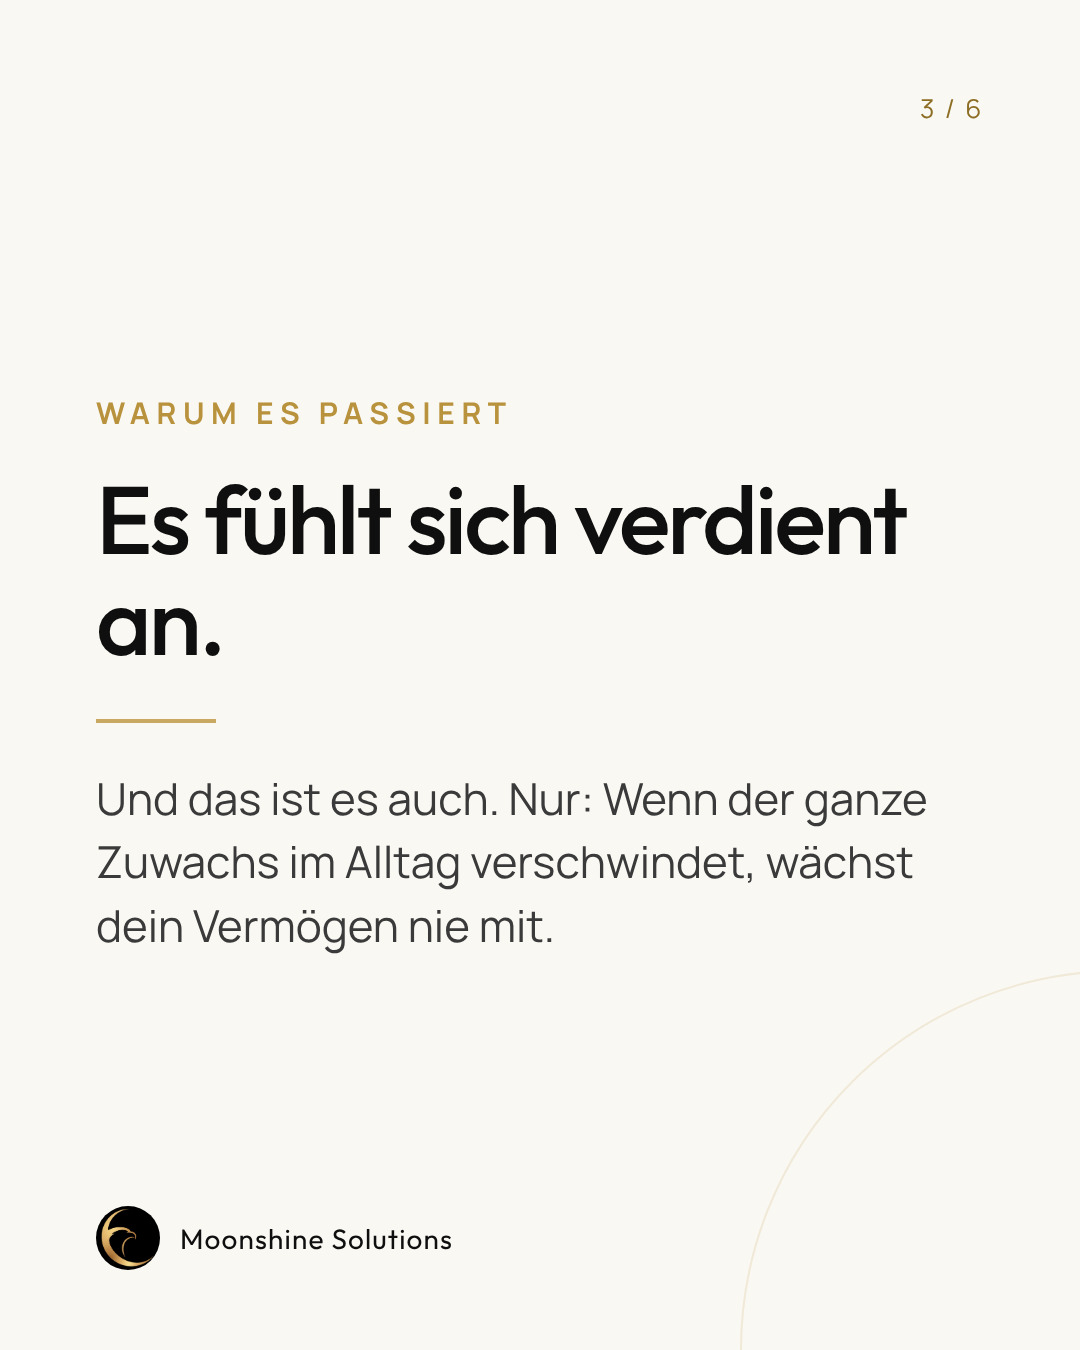 3 / 6
WARUM ES PASSIERT
Es fühlt sich verdient
an.
Und das ist es auch. Nur: Wenn der ganze
Zuwachs im Alltag verschwindet, wächst
dein Vermögen nie mit.
Moonshine Solutions